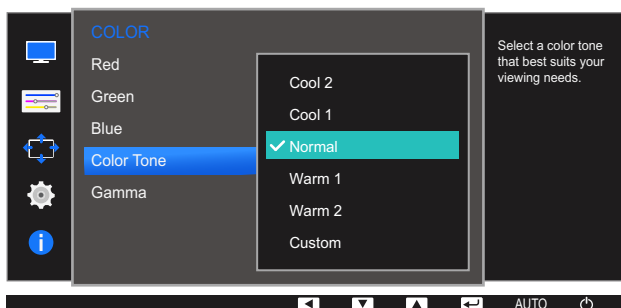 COLOR
Red
Green
Blue
Color Tone
Gamma
Cool 2
Cool 1
Normal
Warm 1
Warm 2
Custom
Select a color tone
that best suits your
viewing needs.
AUTO